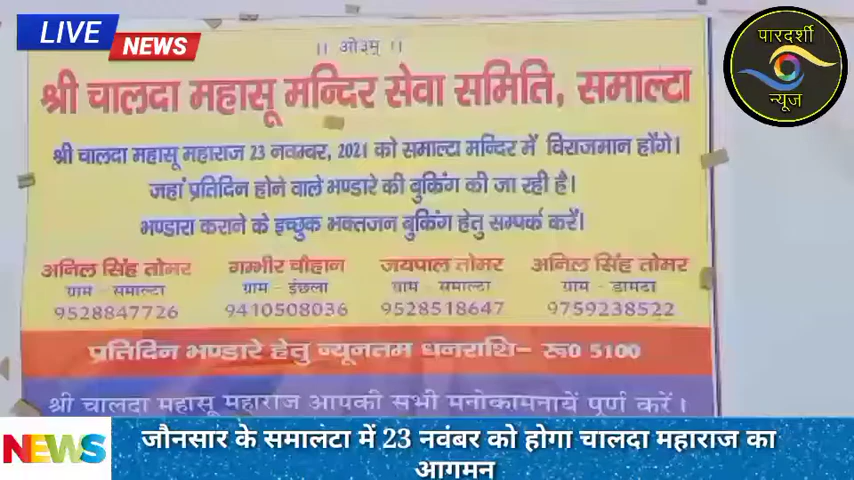 LIVE
NEWS
पारदर्शी
न्यूज
।। ओ३म् ।।
श्री चालदा महासू मन्दिर सेवा समिति, समाल्टा
श्री चालदा महासू महाराज 23 नवम्बर, 2021 को समाल्टा मन्दिर में विराजमान होंगे।
जहां प्रतिदिन होने वाले भण्डारे की बुकिंग की जा रही है।
भण्डारा कराने के इच्छुक भक्तजन बुकिंग हेतु सम्पर्क करें।
अनिल सिंह तोमर गम्भीर चौहान जयपाल तोमर अनिल सिंह तोमर
ग्राम - समाल्टा ग्राम - ईछला ग्राम - समाल्टा ग्राम - डामटा
9528847726 9410508036 9528518647 9759238522
प्रतिदिन भण्डारे हेतु न्यूनतम धनराशि- रू0 5100
श्री चालदा महासू महाराज आपकी सभी मनोकामनायें पूर्ण करें।
NEWS
जौनसार के समालटा में 23 नवंबर को होगा चालदा महाराज का
आगमन